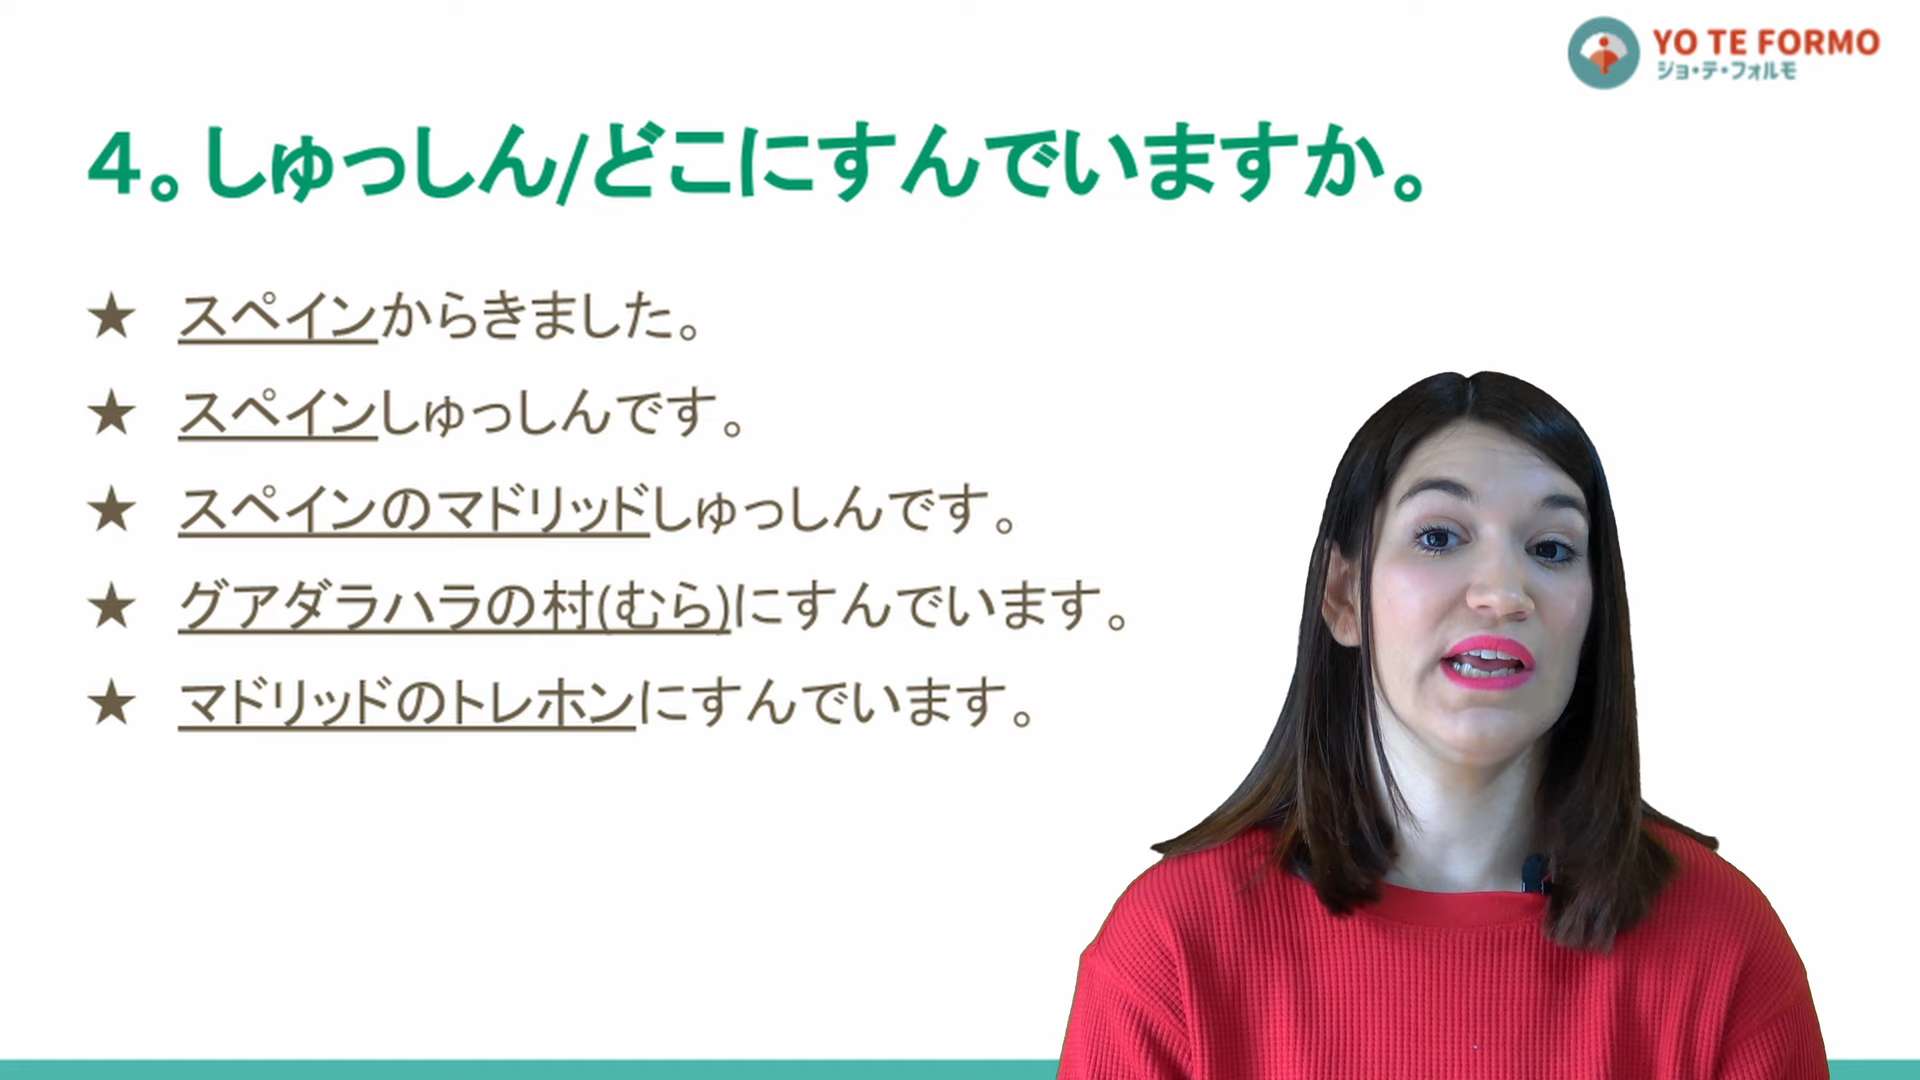 YO TE FORMO
ジョ・テ・フォルモ
４。しゅっしん/どこにすんでいますか。
★ スペインからきました。
★ スペインしゅっしんです。
★ スペインのマドリッドしゅっしんです。
★ グアダラハラの村(むら)にすんでいます。
★ マドリッドのトレホンにすんでいます。